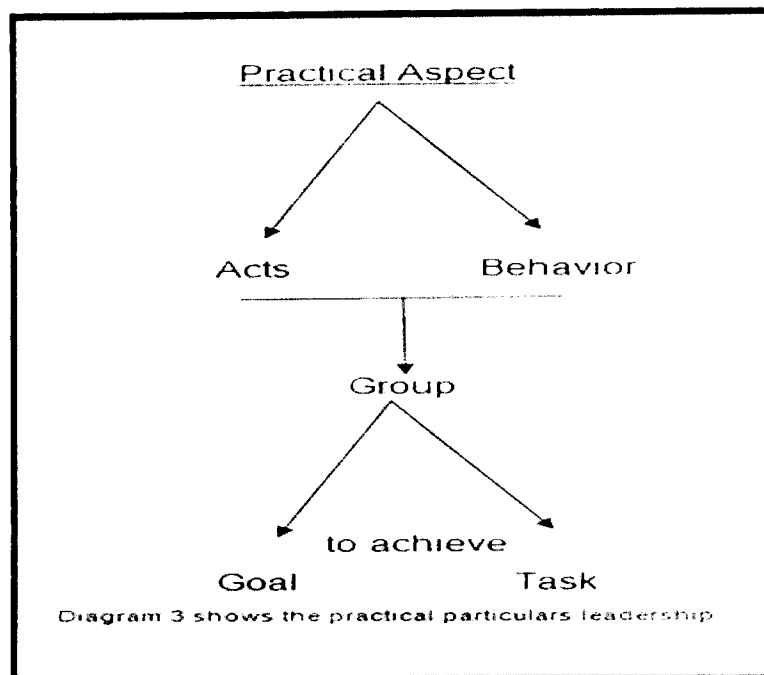 Practical Aspect
Acts Behavior
Group
to achieve
Goal Task
Diagram 3 shows the practical particulars leadership